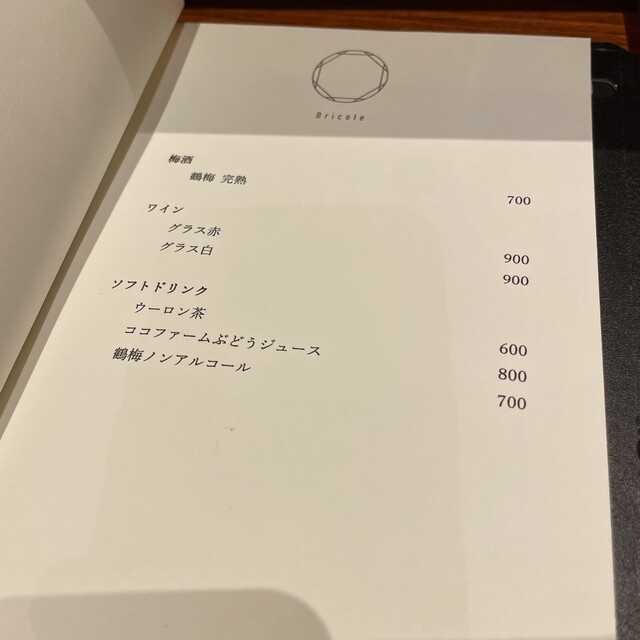 Bricole
梅酒
鶴梅 完熟 700
ワイン
グラス赤 900
グラス白 900
ソフトドリンク
ウーロン茶 600
ココファームぶどうジュース 800
鶴梅ノンアルコール 700